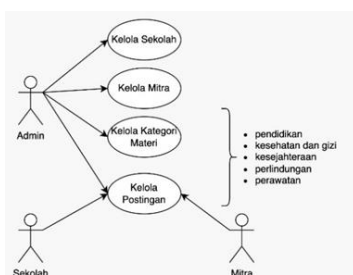 Kelola Sekolah
Kelola Mitra
Admin
Kelola Kategori
Materi
pendidikan
kesehatan dan gizi
kesejahteraan
perlindungan
perawatan
Kelola
Postingan
Sekolah
Mitra